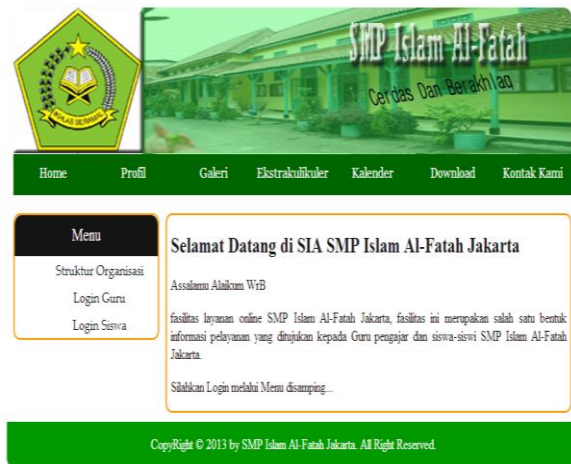 IKHLAS BERAMAL
SMP Islam Al-Fatah
Cerdas Dan Berakhlaq
Home Profil Galeri Ekstrakulikuler Kalender Download Kontak Kami
Menu
Struktur Organisasi
Login Guru
Login Siswa
Selamat Datang di SIA SMP Islam Al-Fatah Jakarta
Assalamu Alaikum WrB
fasilitas layanan online SMP Islam Al-Fatah Jakarta, fasilitas ini merupakan salah satu bentuk
informasi pelayanan yang ditujukan kepada Guru pengajar dan siswa-siswi SMP Islam Al-Fatah
Jakarta.
Silahkan Login melalui Menu disamping...
CopyRight © 2013 by SMP Islam Al-Fatah Jakarta. All Right Reserved.